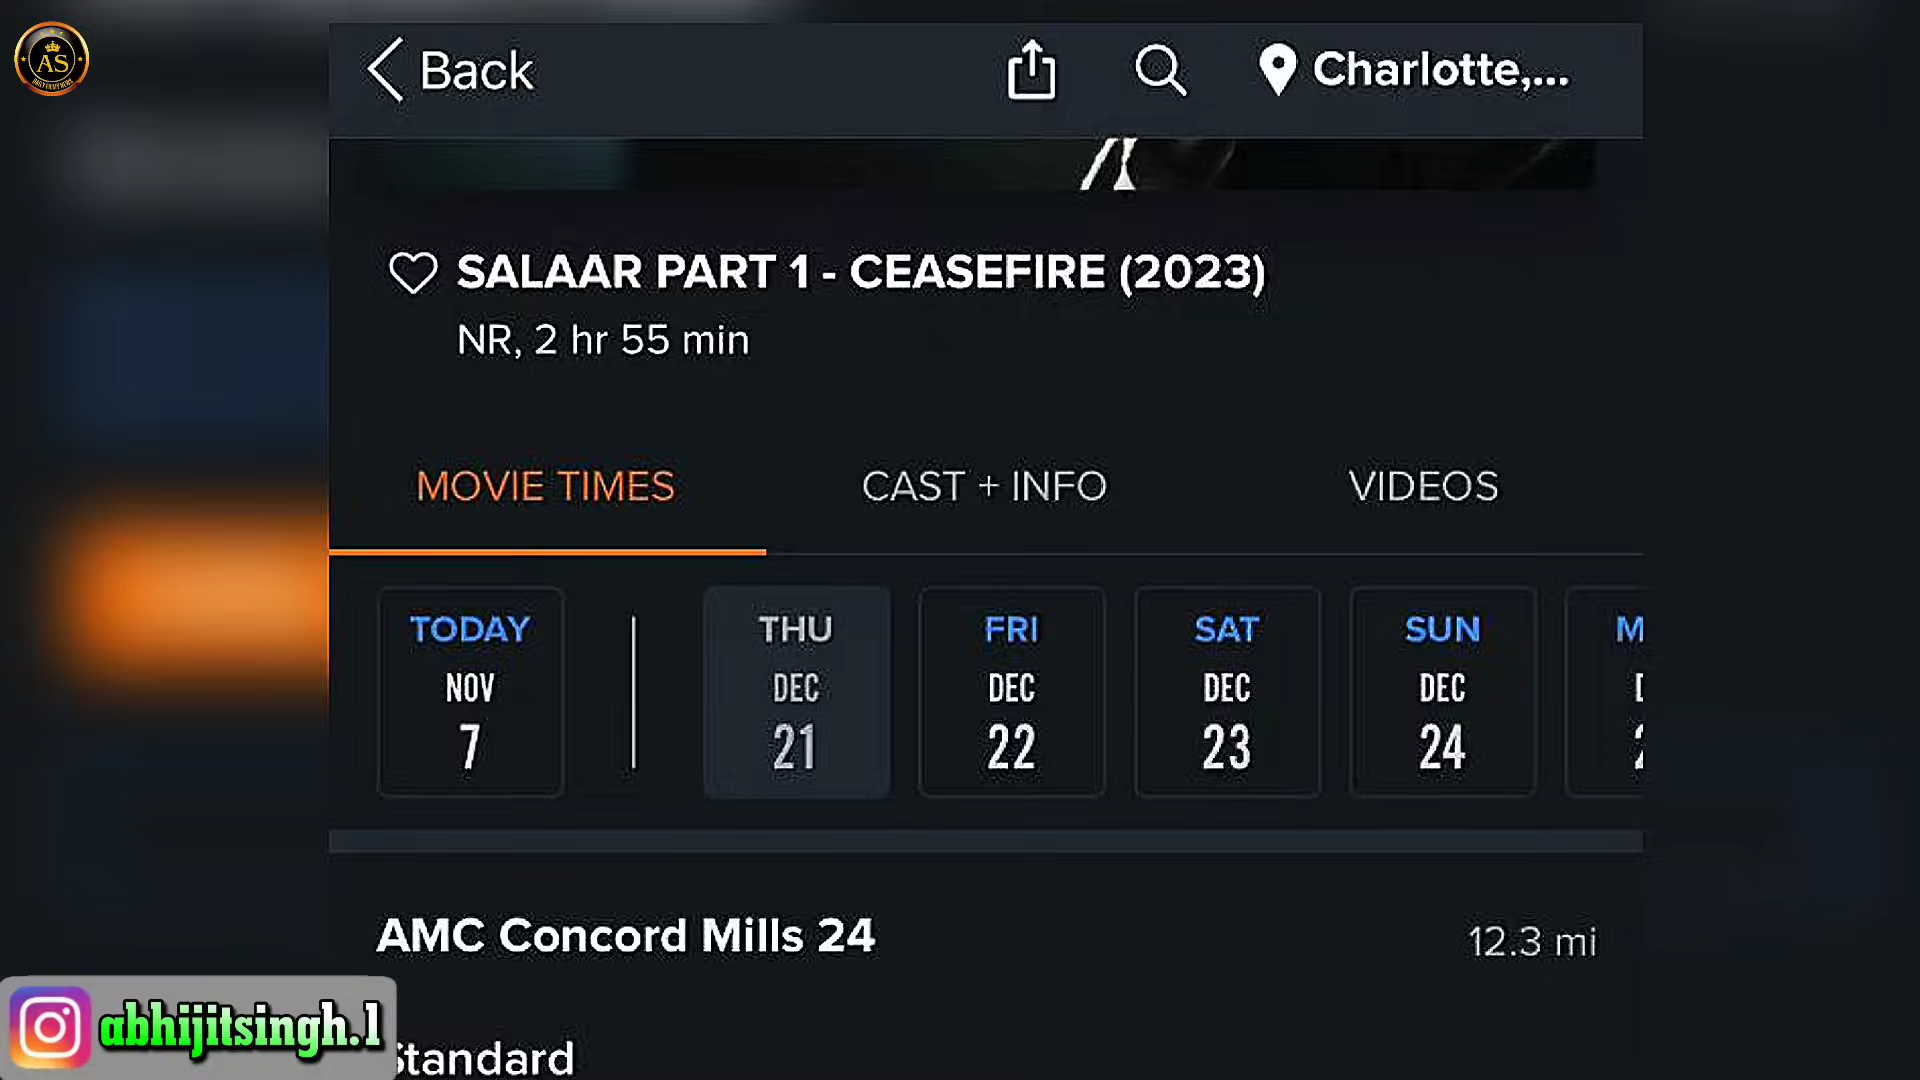 AS
Back
Charlotte,...
SALAAR PART 1 - CEASEFIRE (2023)
NR, 2 hr 55 min
MOVIE TIMES
CAST + INFO
VIDEOS
TODAY
NOV
7
THU
DEC
21
FRI
DEC
22
SAT
DEC
23
SUN
DEC
24
M
AMC Concord Mills 24
12.3 mi
abhijitsingh.1
Standard